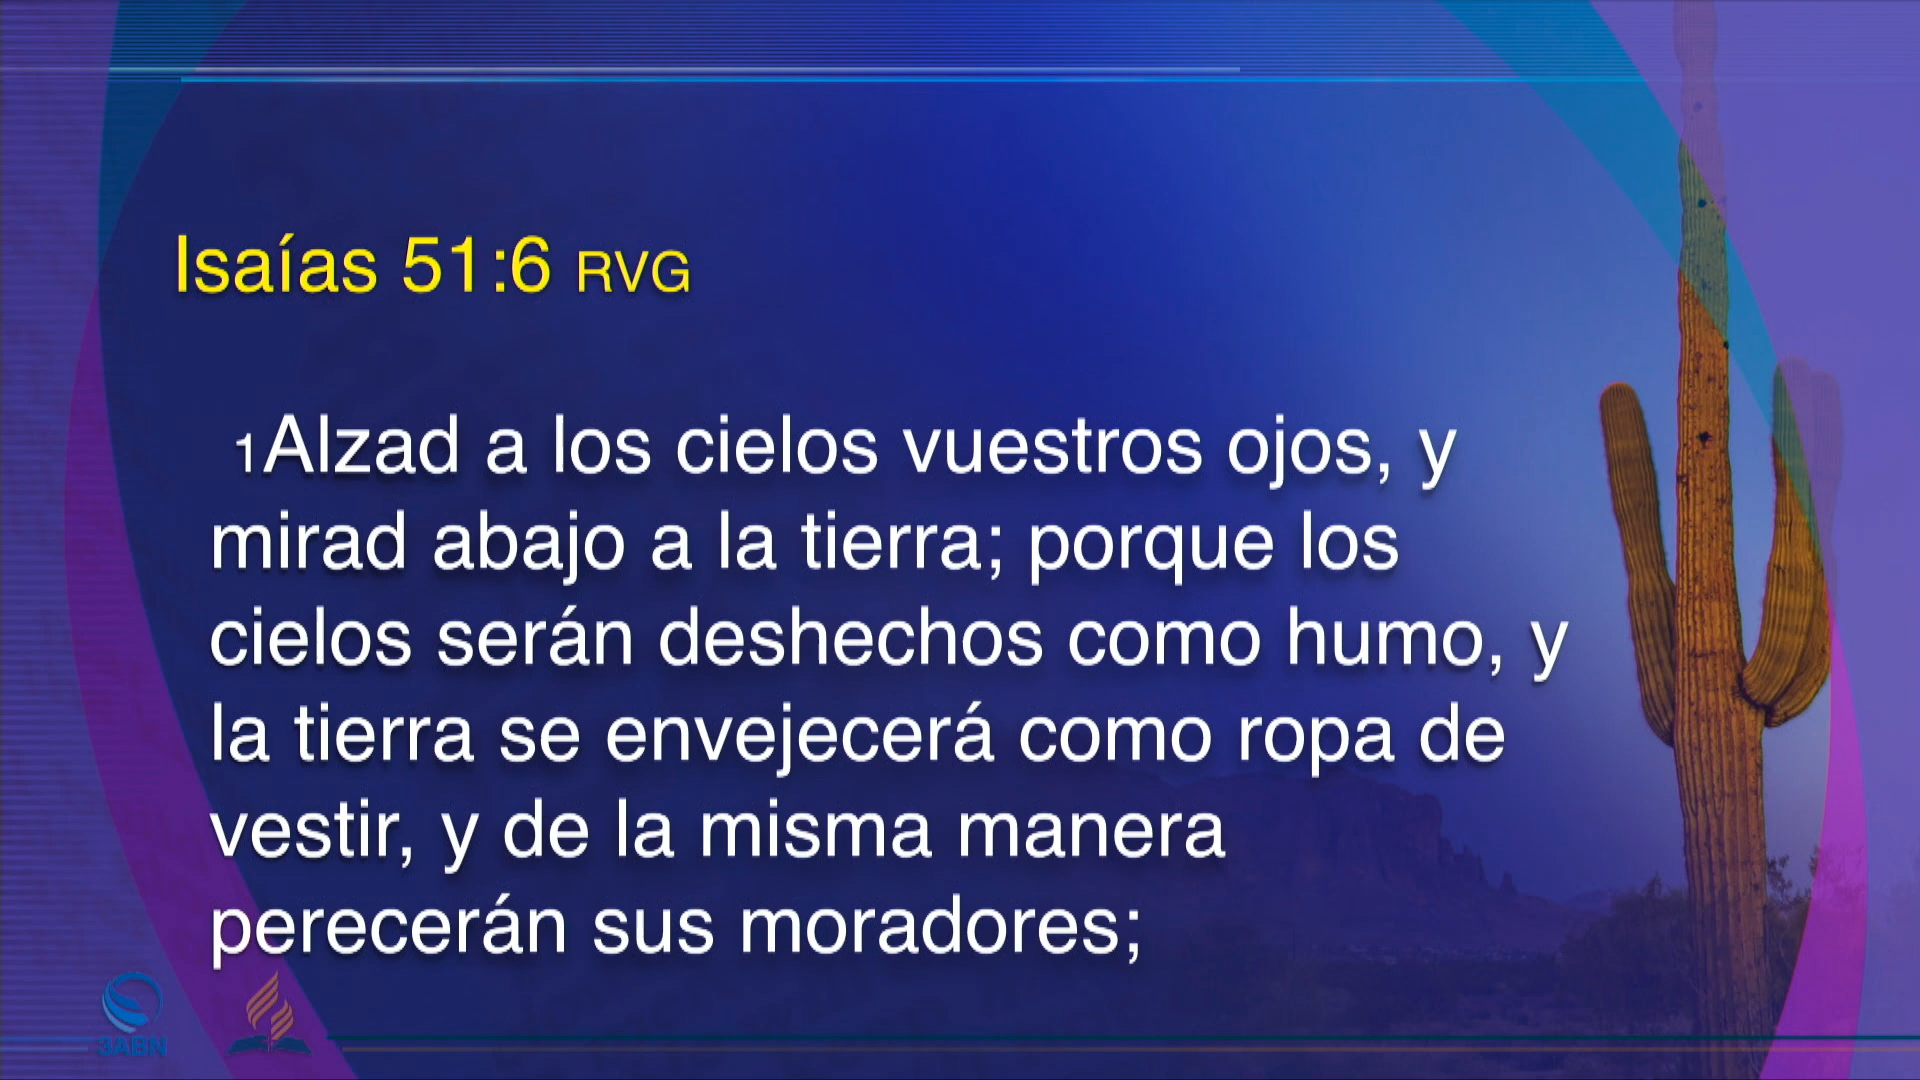 Isaías 51:6 RVG
1Alzad a los cielos vuestros ojos, y
mirad abajo a la tierra; porque los
cielos serán deshechos como humo, y
la tierra se envejecerá como ropa de
vestir, y de la misma manera
perecerán sus moradores;
3ABN